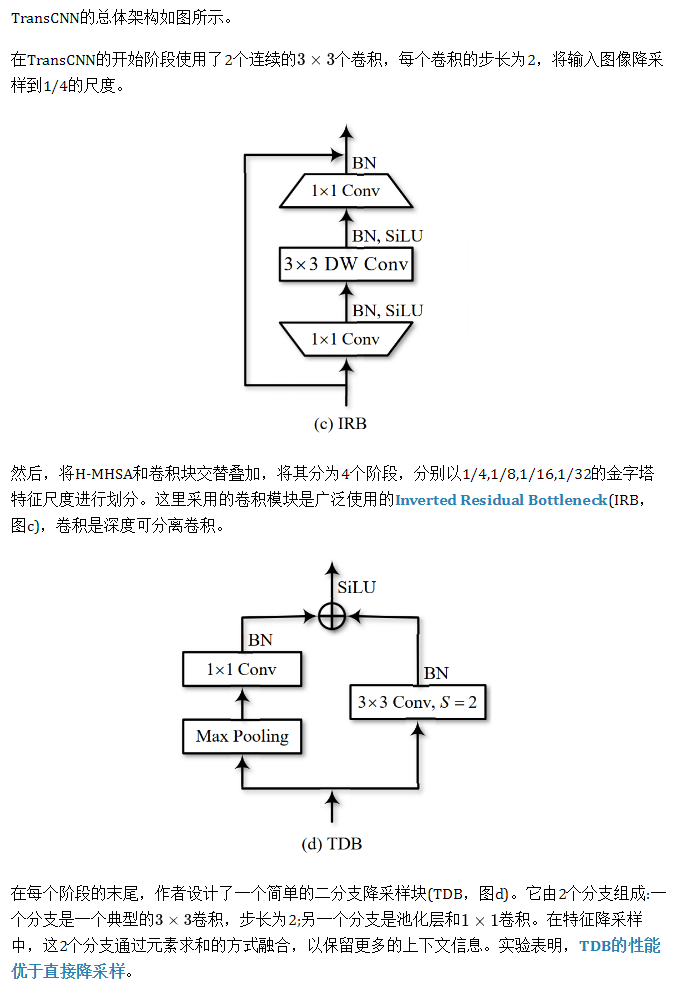 TransCNN的总体架构如图所示。
在TransCNN的开始阶段使用了2个连续的3 × 3个卷积，每个卷积的步长为2，将输入图像降采
样到1/4的尺度。
BN
1×1 Conv
BN, SiLU
3×3 DW Conv
BN, SiLU
1×1 Conv
(c) IRB
然后，将H-MHSA和卷积块交替叠加，将其分为4个阶段，分别以1/4,1/8,1/16,1/32的金字塔
特征尺度进行划分。这里采用的卷积模块是广泛使用的Inverted Residual Bottleneck(IRB，
图c)，卷积是深度可分离卷积。
SiLU
BN
1×1 Conv
BN
3×3 Conv, S = 2
Max Pooling
(d) TDB
在每个阶段的末尾，作者设计了一个简单的二分支降采样块(TDB，图d)。它由2个分支组成:一
个分支是一个典型的3 × 3卷积，步长为2;另一个分支是池化层和1 × 1卷积。在特征降采样
中，这2个分支通过元素求和的方式融合，以保留更多的上下文信息。实验表明，TDB的性能
优于直接降采样。